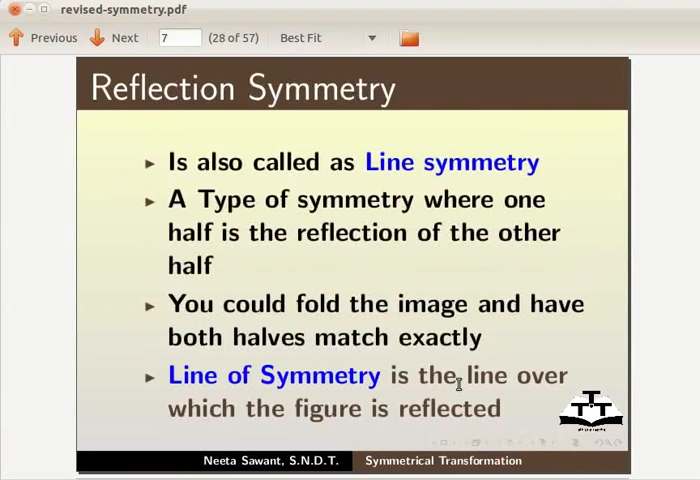 revised-symmetry.pdf
Previous Next 7 (28 of 57) Best Fit
Reflection Symmetry
Is also called as Line symmetry
A Type of symmetry where one
half is the reflection of the other
half
You could fold the image and have
both halves match exactly
Line of Symmetry is the line over
which the figure is reflected
TTT
Neeta Sawant, S.N.D.T. Symmetrical Transformation